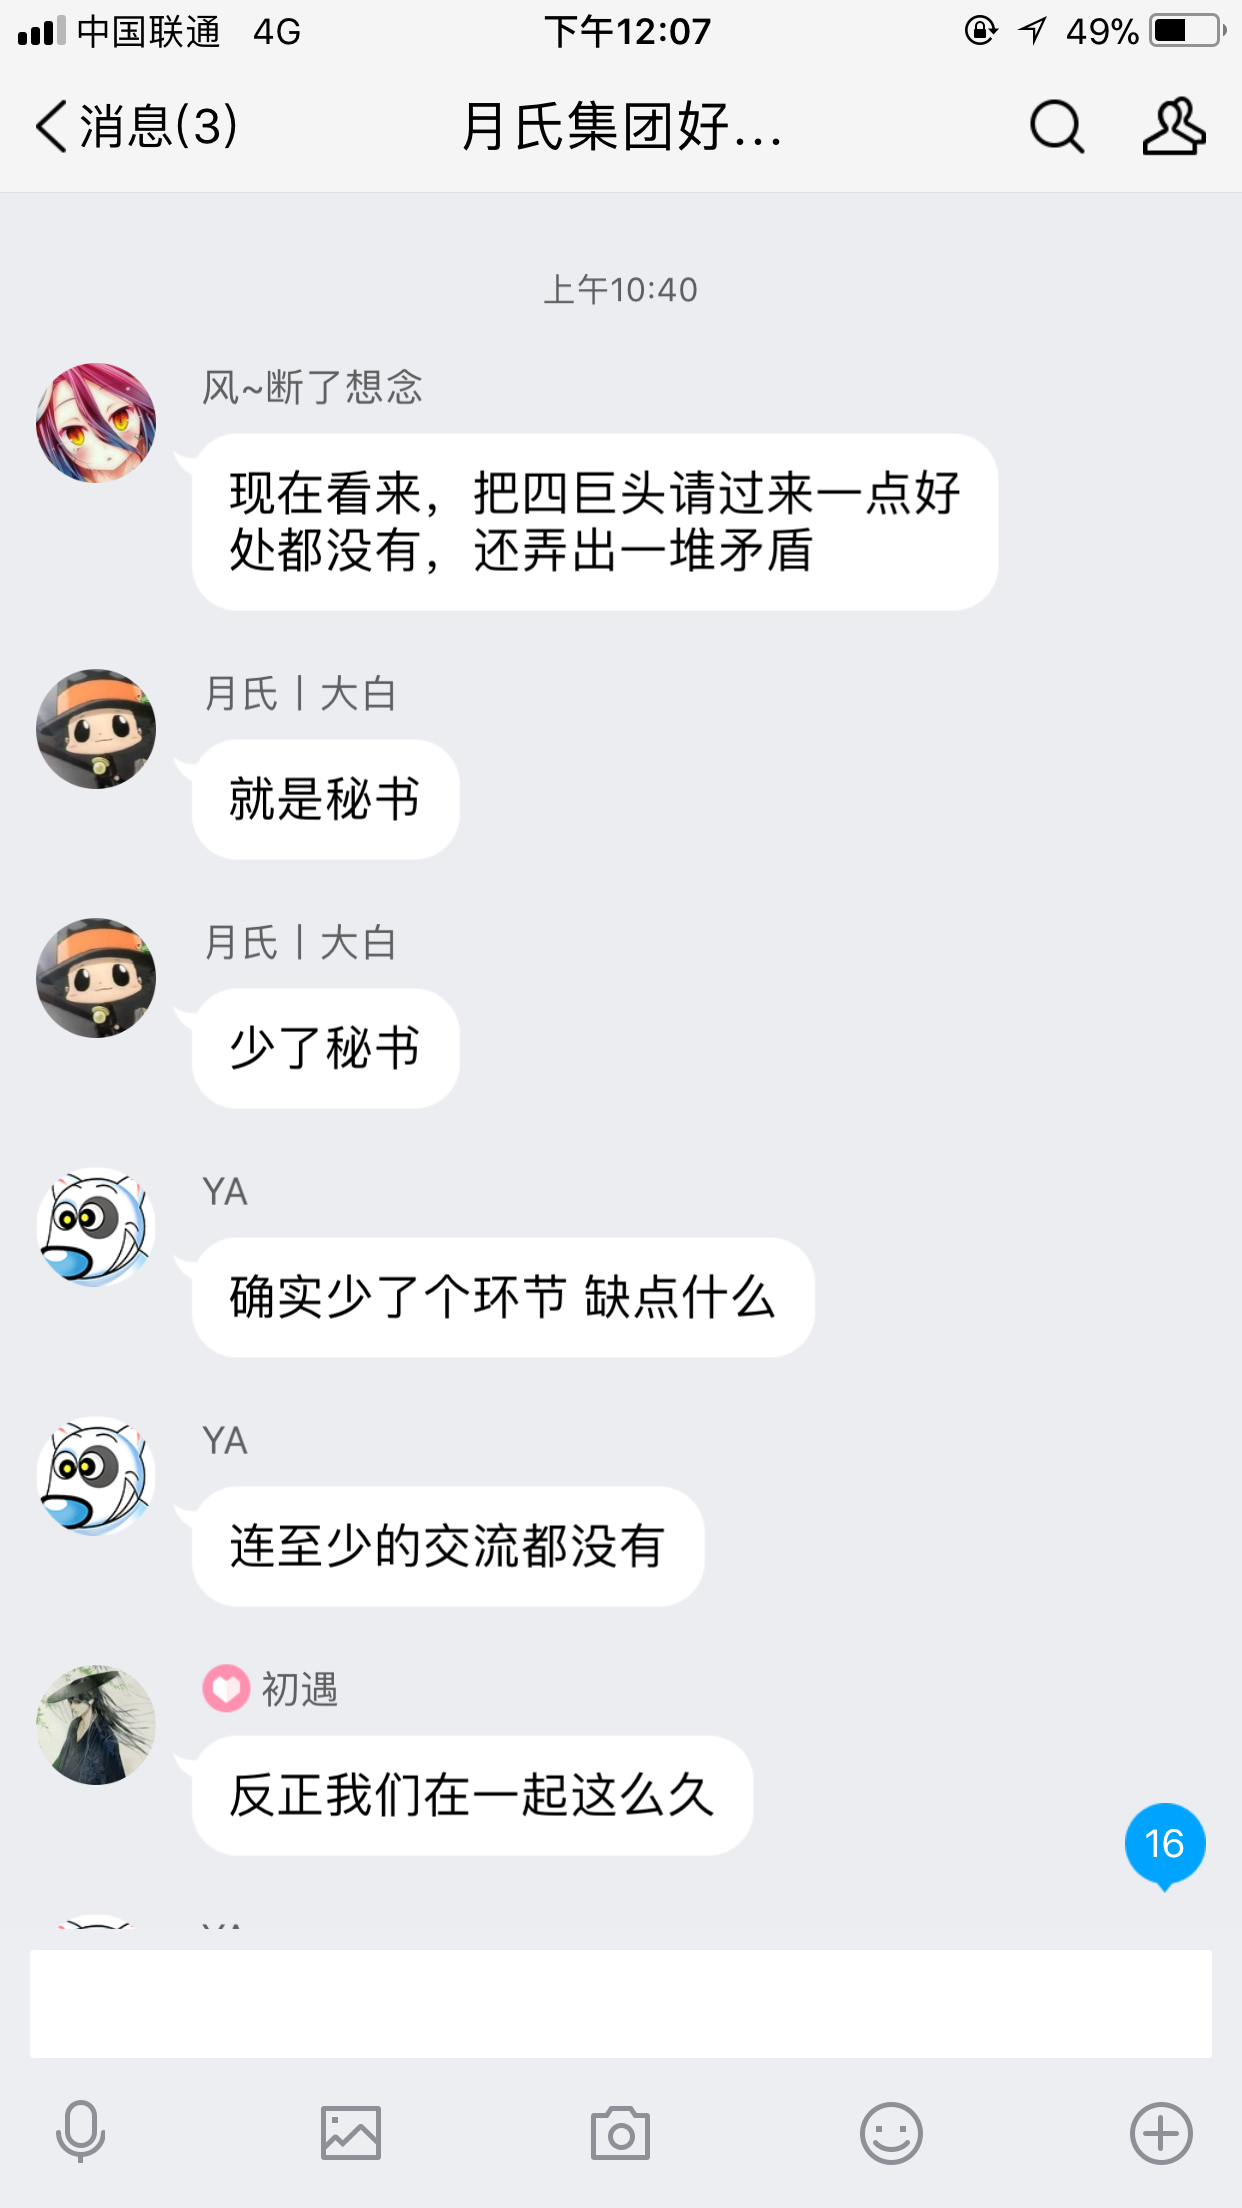 中国联通 4G 下午12:07 49%
消息(3) 月氏集团好...
上午10:40
风~断了想念
现在看来，把四巨头请过来一点好
处都没有，还弄出一堆矛盾
月氏丨大白
就是秘书
月氏丨大白
少了秘书
YA
确实少了个环节 缺点什么
YA
连至少的交流都没有
初遇
反正我们在一起这么久
16